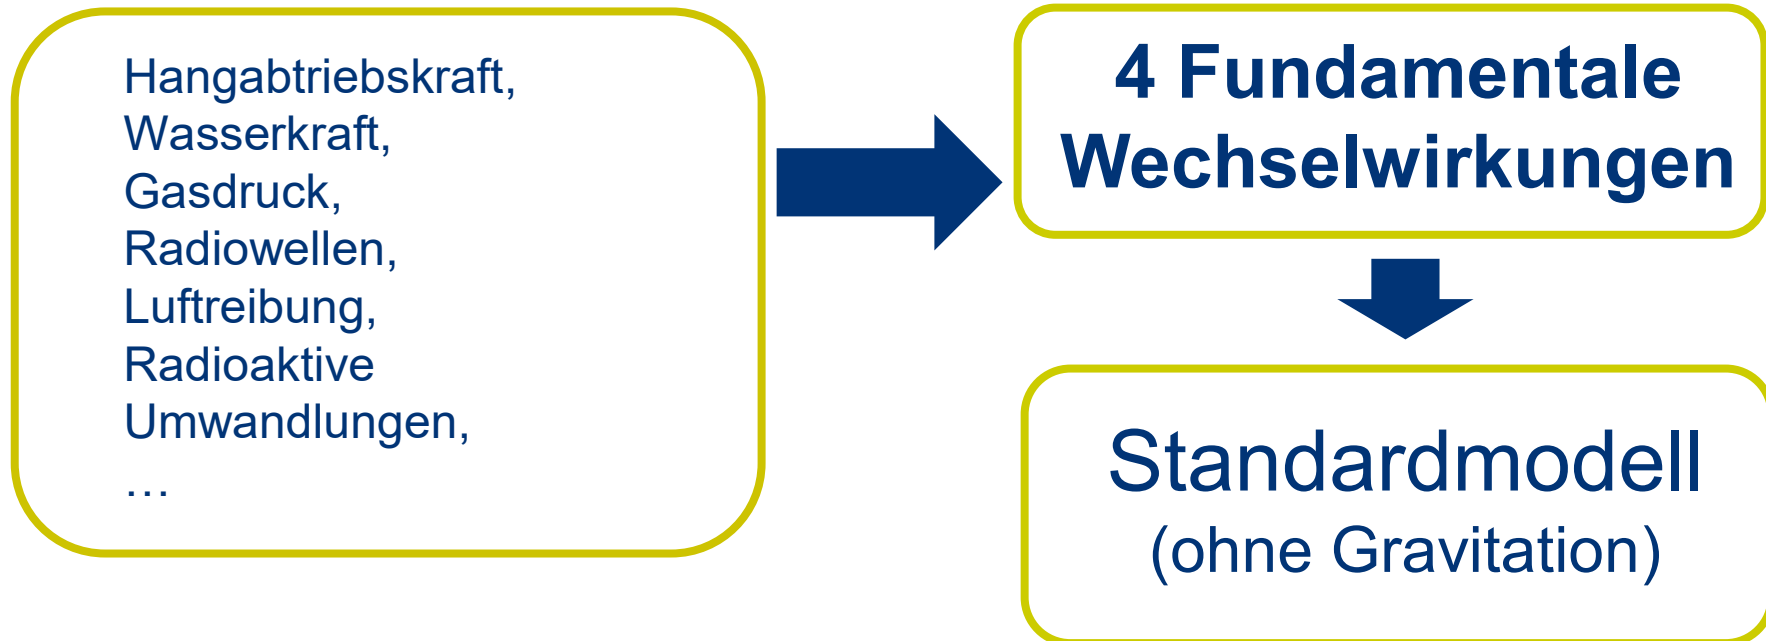 Hangabtriebskraft,
Wasserkraft,
Gasdruck,
Radiowellen,
Luftreibung,
Radioaktive
Umwandlungen,
…
4 Fundamentale
Wechselwirkungen
Standardmodell
(ohne Gravitation)